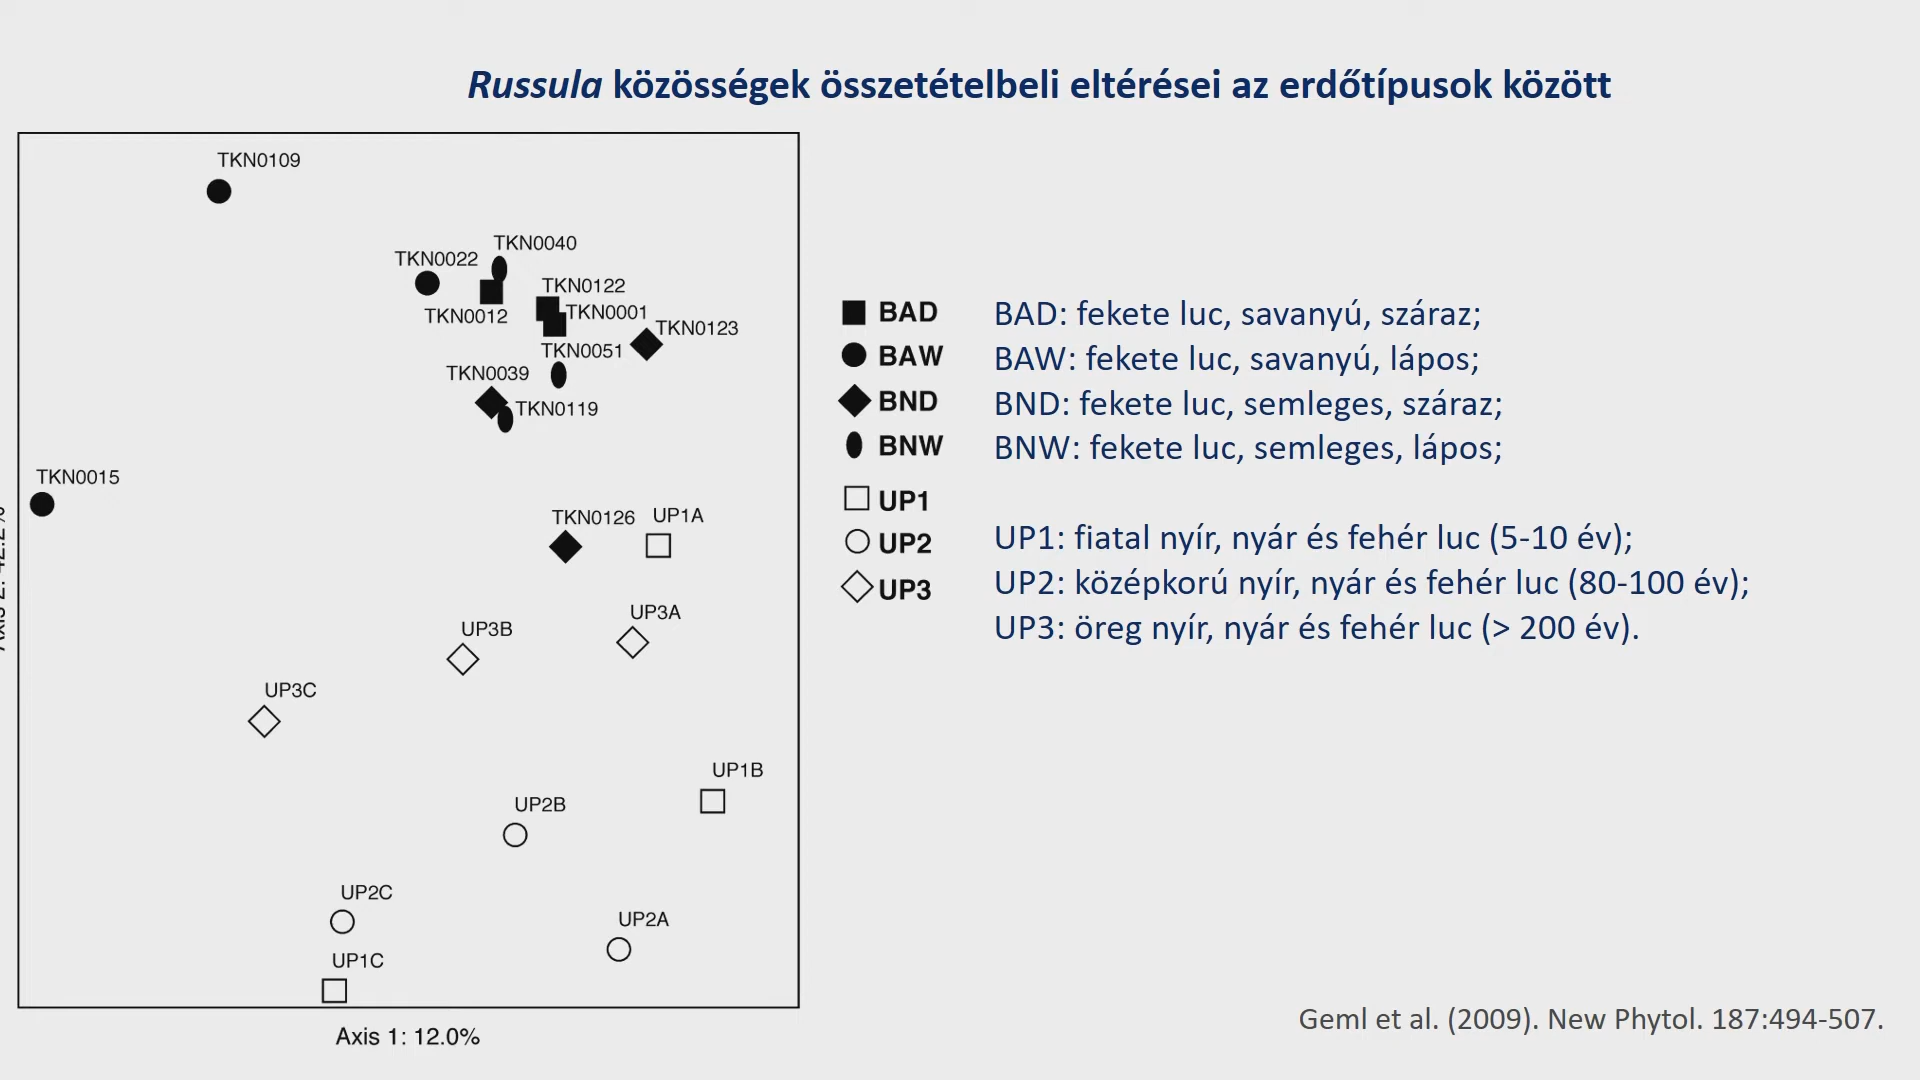 Russula közösségek összetételbeli eltérései az erdőtípusok között
TKN0109
TKN0040
TKN0022
TKN0122
TKN0012
TKN0001
TKN0123
TKN0051
TKN0039
TKN0119
TKN0015
TKN0126
UP1A
UP3A
UP3B
UP3C
UP1B
UP2B
UP2C
UP2A
UP1C
Axis 1: 12.0%
BAD
BAW
BND
BNW
UP1
UP2
UP3
BAD: fekete luc, savanyú, száraz;
BAW: fekete luc, savanyú, lápos;
BND: fekete luc, semleges, száraz;
BNW: fekete luc, semleges, lápos;
UP1: fiatal nyír, nyár és fehér luc (5-10 év);
UP2: középkorú nyír, nyár és fehér luc (80-100 év);
UP3: öreg nyír, nyár és fehér luc (> 200 év).
Geml et al. (2009). New Phytol. 187:494-507.